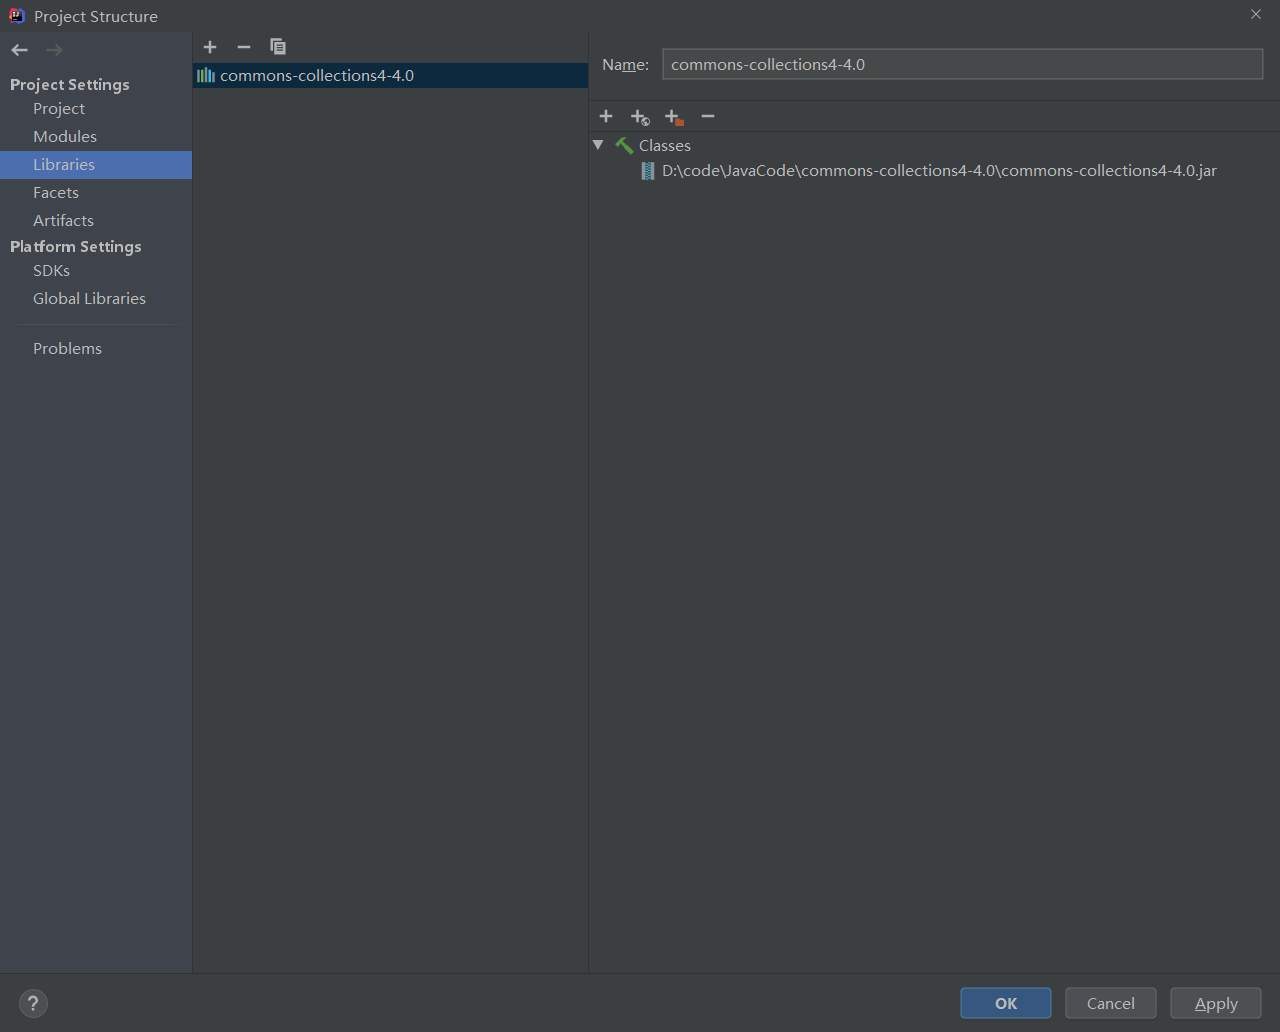 Project Structure
Project Settings
Project
Modules
Libraries
Facets
Artifacts
Platform Settings
SDKs
Global Libraries
Problems
commons-collections4-4.0
Name: commons-collections4-4.0
Classes
D:\code\JavaCode\commons-collections4-4.0\commons-collections4-4.0.jar
?
OK
Cancel
Apply